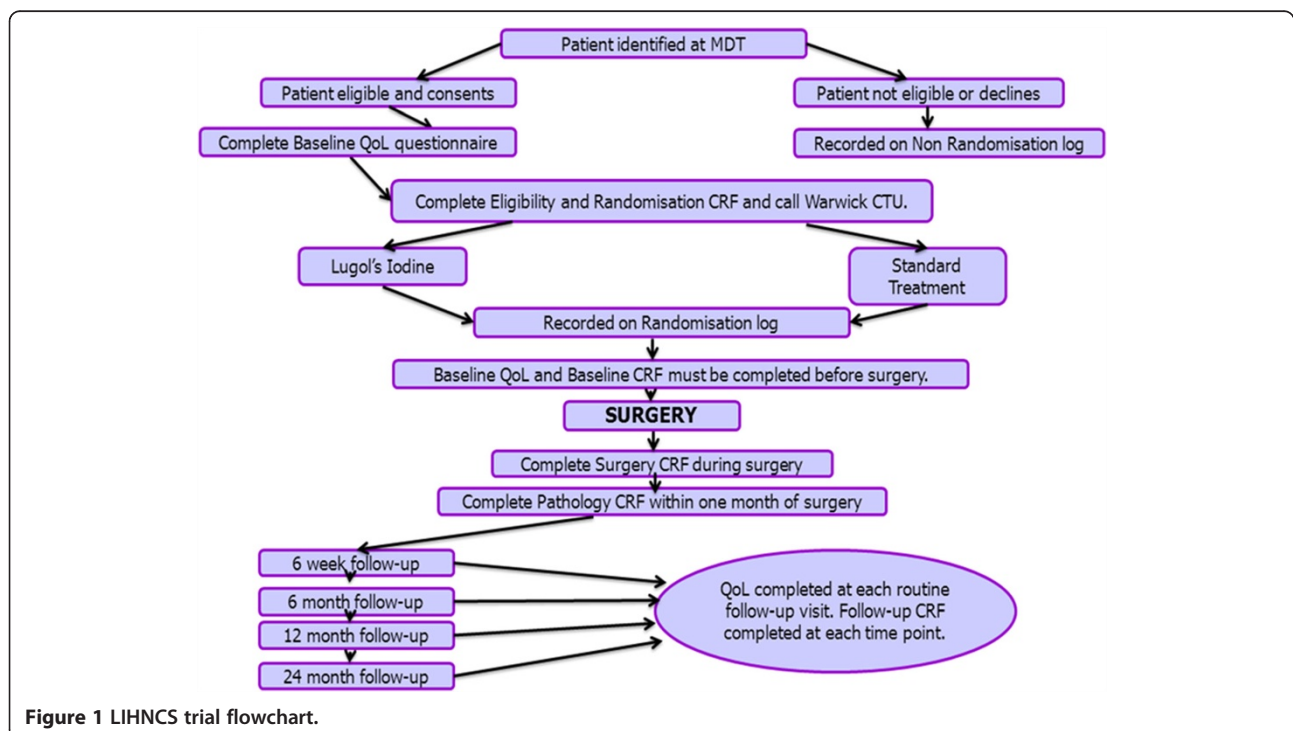 Patient identified at MDT
Patient eligible and consents
Patient not eligible or declines
Complete Baseline QoL questionnaire
Recorded on Non Randomisation log
Complete Eligibility and Randomisation CRF and call Warwick CTU.
Lugol's Iodine
Standard
Treatment
Recorded on Randomisation log
Baseline QoL and Baseline CRF must be completed before surgery.
SURGERY
Complete Surgery CRF during surgery
Complete Pathology CRF within one month of surgery
6 week follow-up
6 month follow-up
12 month follow-up
24 month follow-up
QoL completed at each routine
follow-up visit. Follow-up CRF
completed at each time point.
Figure 1 LIHNCS trial flowchart.